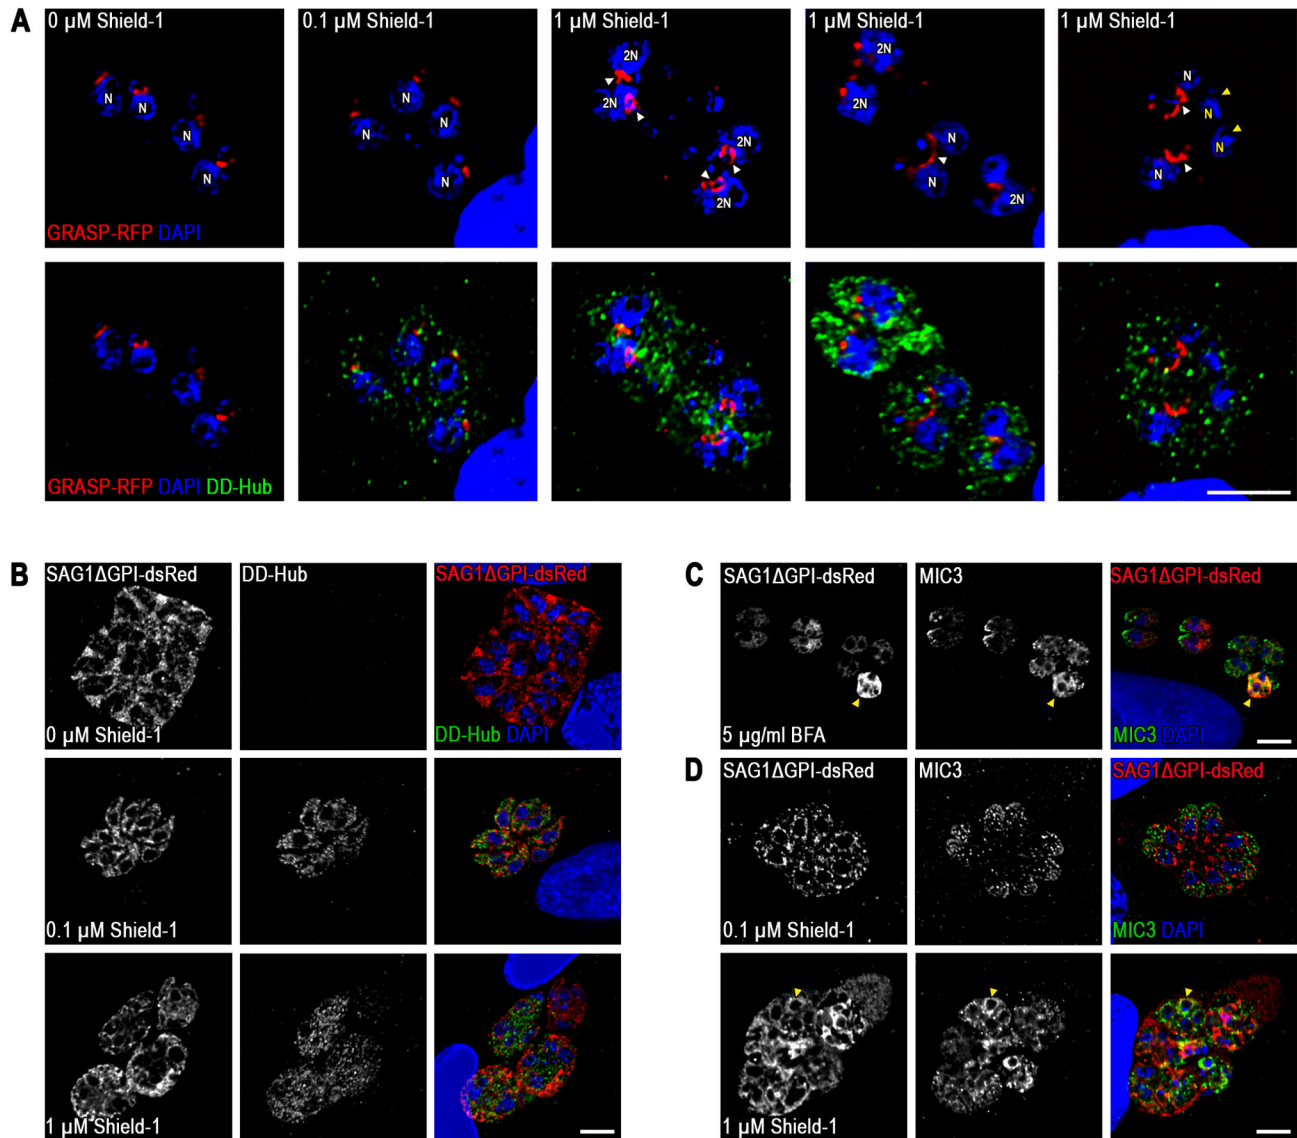 A
0 µM Shield-1
0.1 µM Shield-1
1 µM Shield-1
1 µM Shield-1
1 µM Shield-1
N
N
N
N
N
N
N
N
2N
2N
2N
2N
2N
2N
N
N
2N
N
N
N
N
GRASP-RFP DAPI
GRASP-RFP DAPI DD-Hub
B
SAG1ΔGPI-dsRed
DD-Hub
SAG1ΔGPI-dsRed
0 µM Shield-1
DD-Hub DAPI
0.1 µM Shield-1
1 µM Shield-1
C
SAG1ΔGPI-dsRed
MIC3
SAG1ΔGPI-dsRed
5 µg/ml BFA
MIC3 DAPI
D
SAG1ΔGPI-dsRed
MIC3
SAG1ΔGPI-dsRed
0.1 µM Shield-1
MIC3 DAPI
1 µM Shield-1